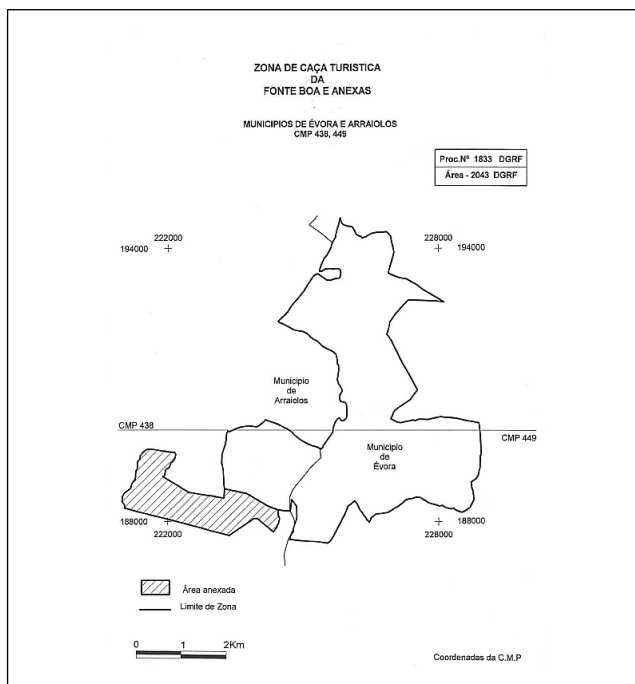 ZONA DE CAÇA TURISTICA
DA
FONTE BOA E ANEXAS
MUNICIPIOS DE ÉVORA E ARRAIOLOS
CMP 438, 449
Proc.Nº 1833 DGRF
Área - 2043 DGRF
222000
194000
228000
194000
Municipio
de
Arraiolos
CMP 438
CMP 449
Municipio
de
Évora
188000
222000
188000
228000
Área anexada
Limite de Zona
0 1 2Km
Coordenadas da C.M.P